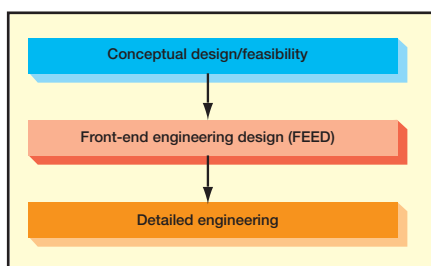 Conceptual design/feasibility
Front-end engineering design (FEED)
Detailed engineering